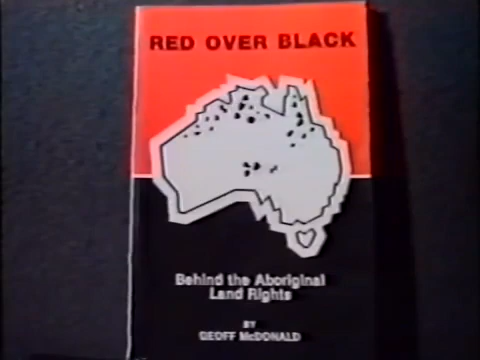 RED OVER BLACK
Behind the Aboriginal
Land Rights
BY
GEOFF McDONALD